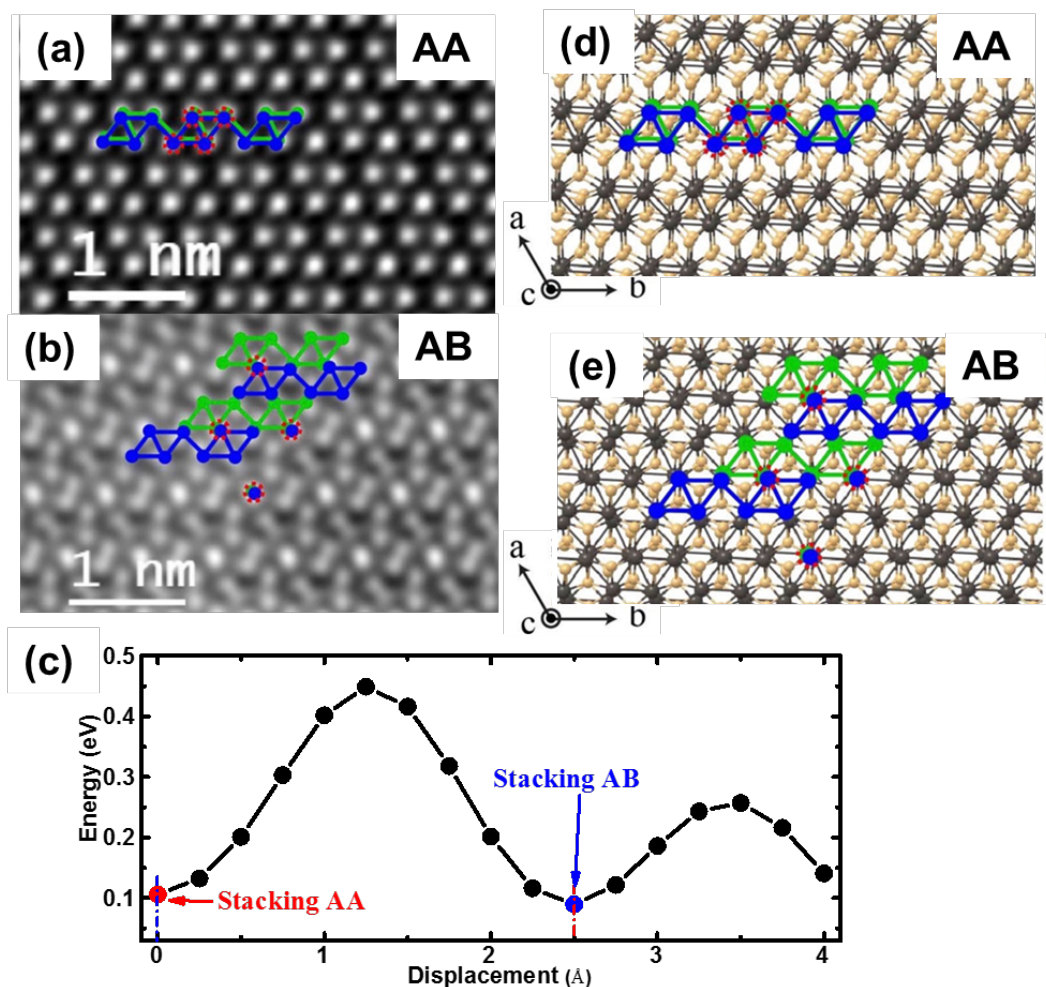 (a) AA
1 nm
(d) AA
a
c b
(b) AB
1 nm
(e) AB
a
c b
(c)
0.5
0.4
0.3
0.2
0.1
Energy (eV)
Stacking AB
Stacking AA
0 1 2 3 4
Displacement (Å)